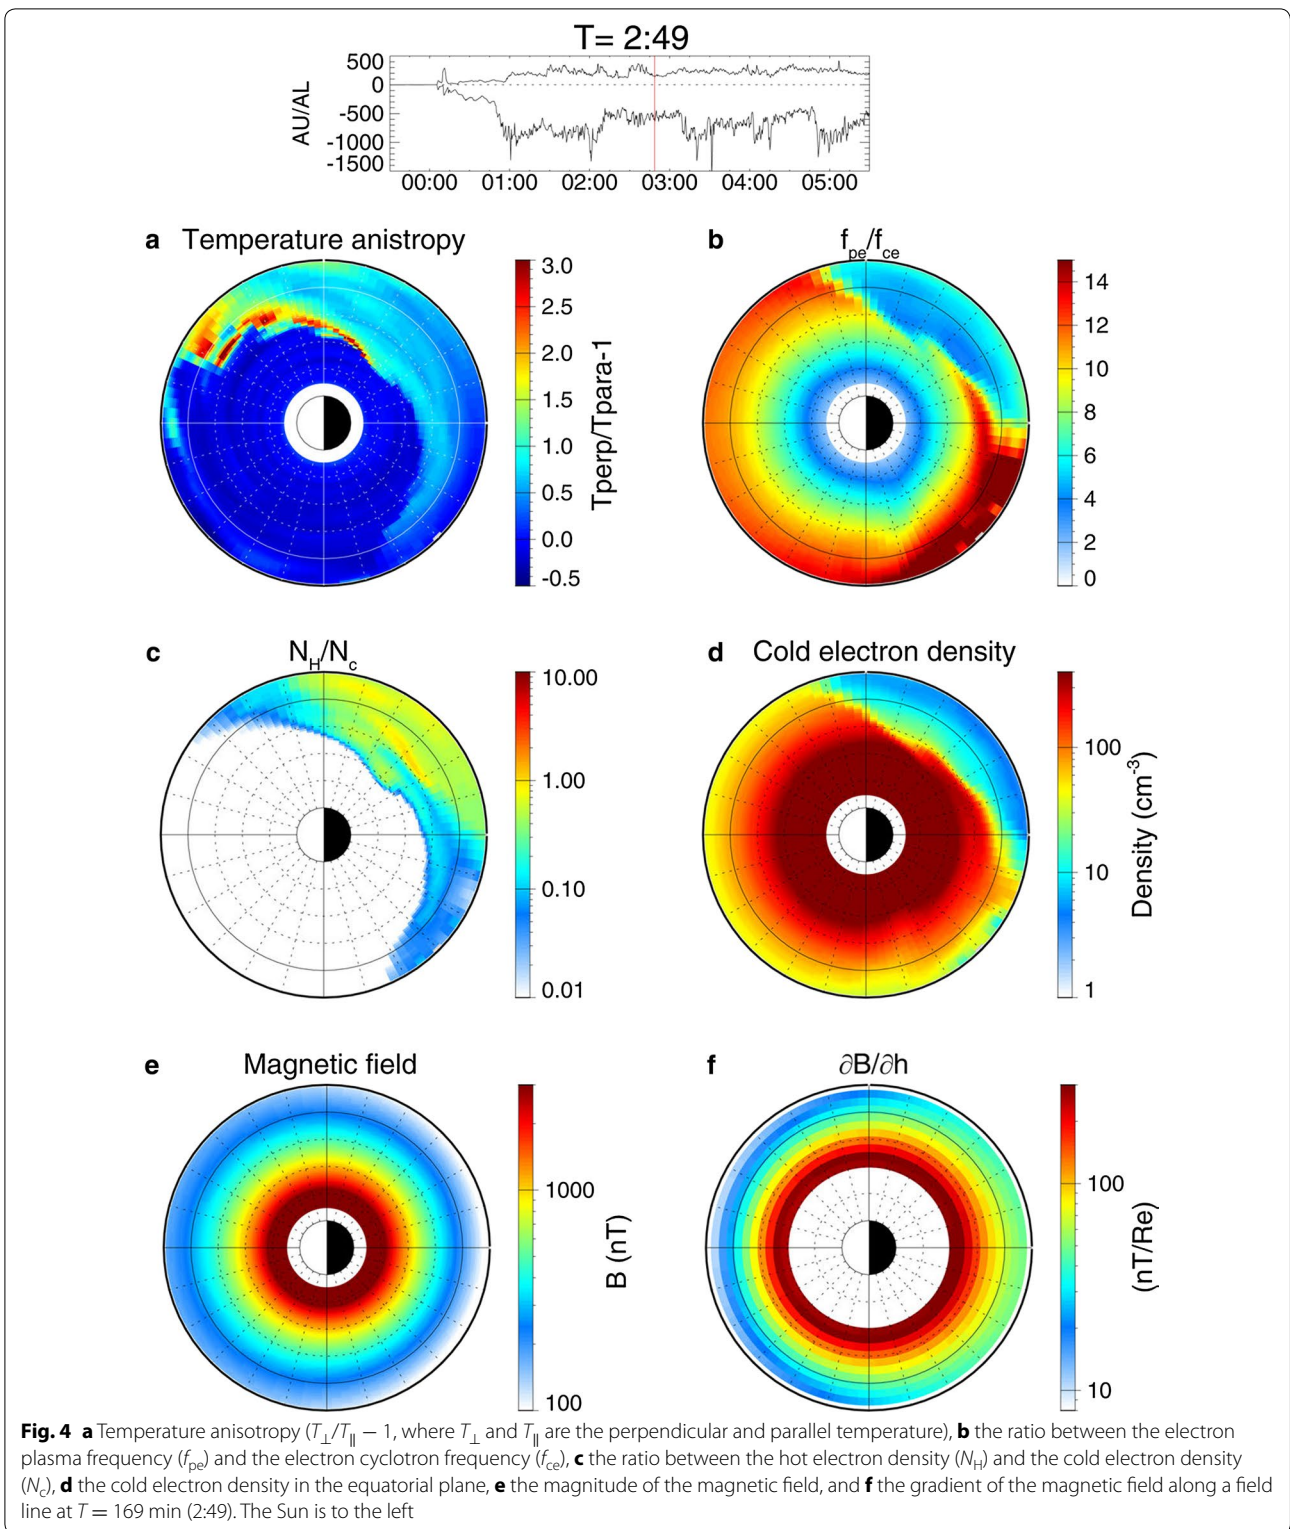 T= 2:49
AU/AL
500
0
-500
-1000
-1500
00:00 01:00 02:00 03:00 04:00 05:00
a Temperature anistropy
3.0
2.5
2.0
1.5
1.0
0.5
0.0
-0.5
Tperp/Tpara-1
b fpe/fce
14
12
10
8
6
4
2
0
c NH/Nc
10.00
1.00
0.10
0.01
d Cold electron density
100
10
1
Density (cm-3)
e Magnetic field
1000
100
B (nT)
f ∂B/∂h
100
10
(nT/Re)
Fig. 4 a Temperature anisotropy (T⊥/T∥ − 1, where T⊥ and T∥ are the perpendicular and parallel temperature), b the ratio between the electron
plasma frequency (fpe) and the electron cyclotron frequency (fce), c the ratio between the hot electron density (NH) and the cold electron density
(Nc), d the cold electron density in the equatorial plane, e the magnitude of the magnetic field, and f the gradient of the magnetic field along a field
line at T = 169 min (2:49). The Sun is to the left